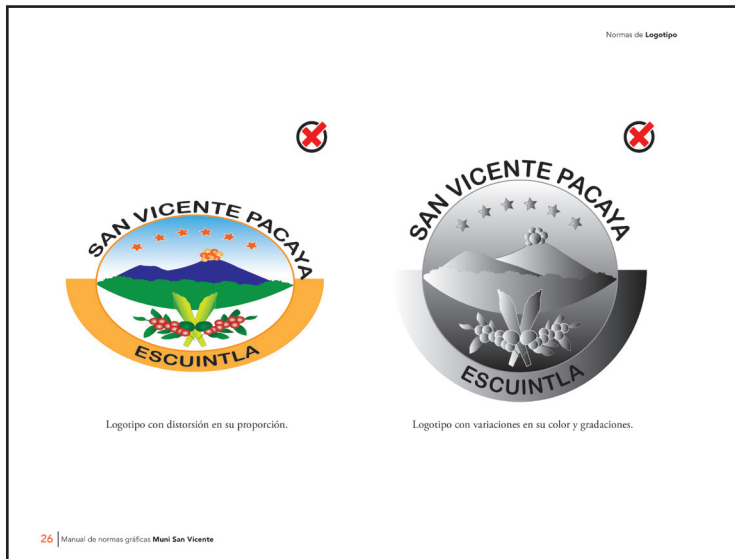 Normas de Logotipo
SAN VICENTE PACAYA
ESCUINTLA
SAN VICENTE PACAYA
ESCUINTLA
Logotipo con distorsión en su proporción.
Logotipo con variaciones en su color y gradaciones.
26 Manual de normas gráficas Muni San Vicente